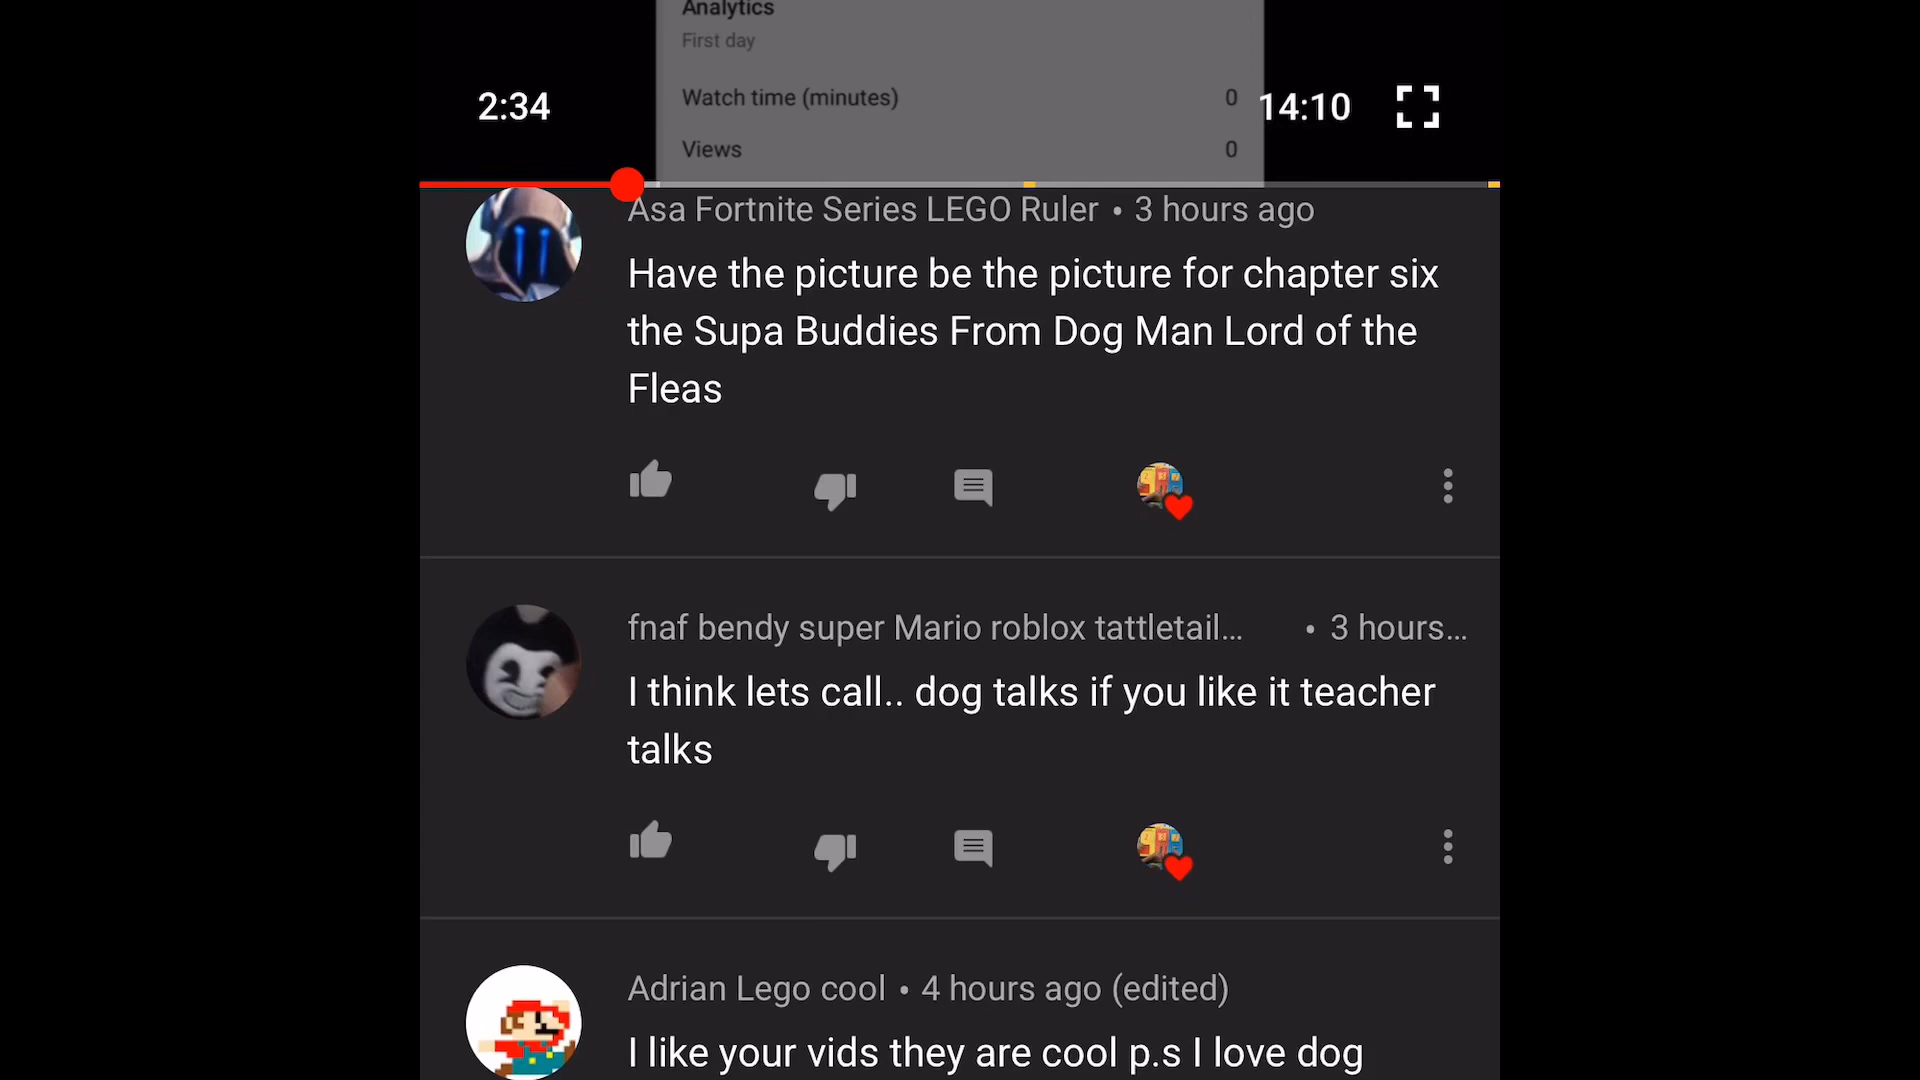 Analytics
First day
2:34
Watch time (minutes) 0
14:10
Views 0
Asa Fortnite Series LEGO Ruler • 3 hours ago
Have the picture be the picture for chapter six
the Supa Buddies From Dog Man Lord of the
Fleas
fnaf bendy super Mario roblox tattletail... • 3 hours...
I think lets call.. dog talks if you like it teacher
talks
Adrian Lego cool • 4 hours ago (edited)
I like your vids they are cool p.s I love dog